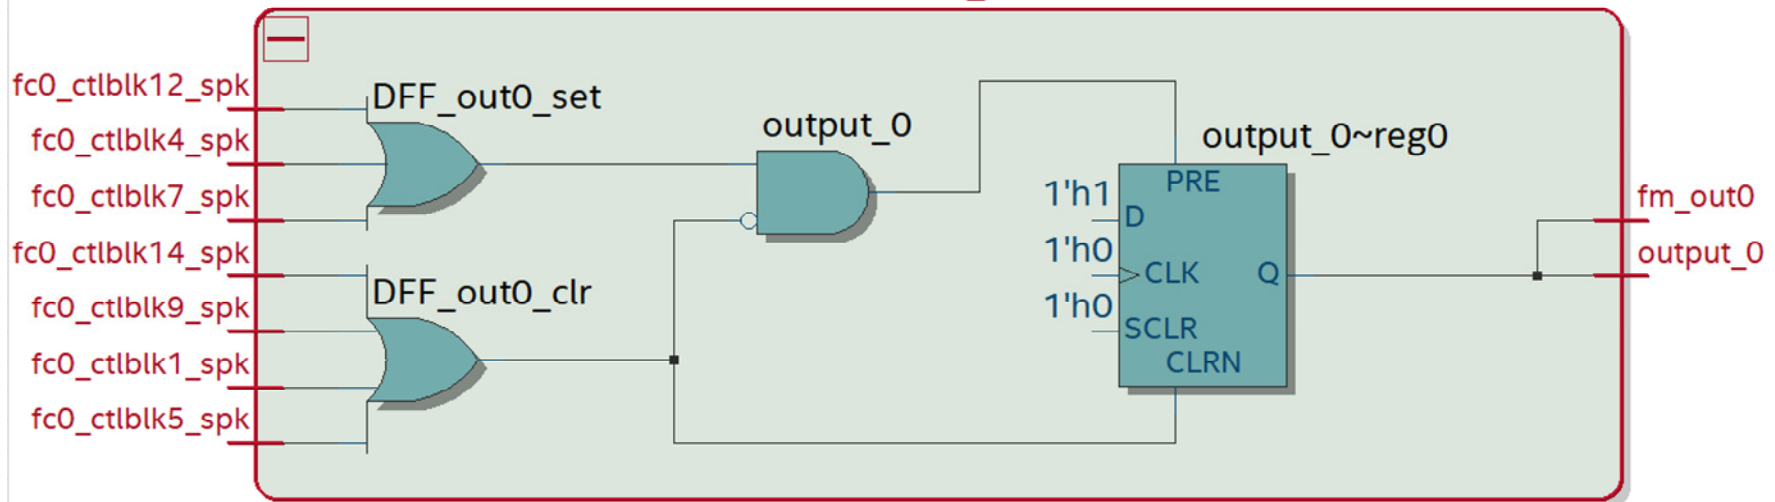 fc0_ctlblk12_spk
fc0_ctlblk4_spk
fc0_ctlblk7_spk
fc0_ctlblk14_spk
fc0_ctlblk9_spk
fc0_ctlblk1_spk
fc0_ctlblk5_spk
DFF_out0_set
DFF_out0_clr
output_0
output_0~reg0
PRE
1'h1
D
1'h0
CLK
Q
1'h0
SCLR
CLRN
fm_out0
output_0